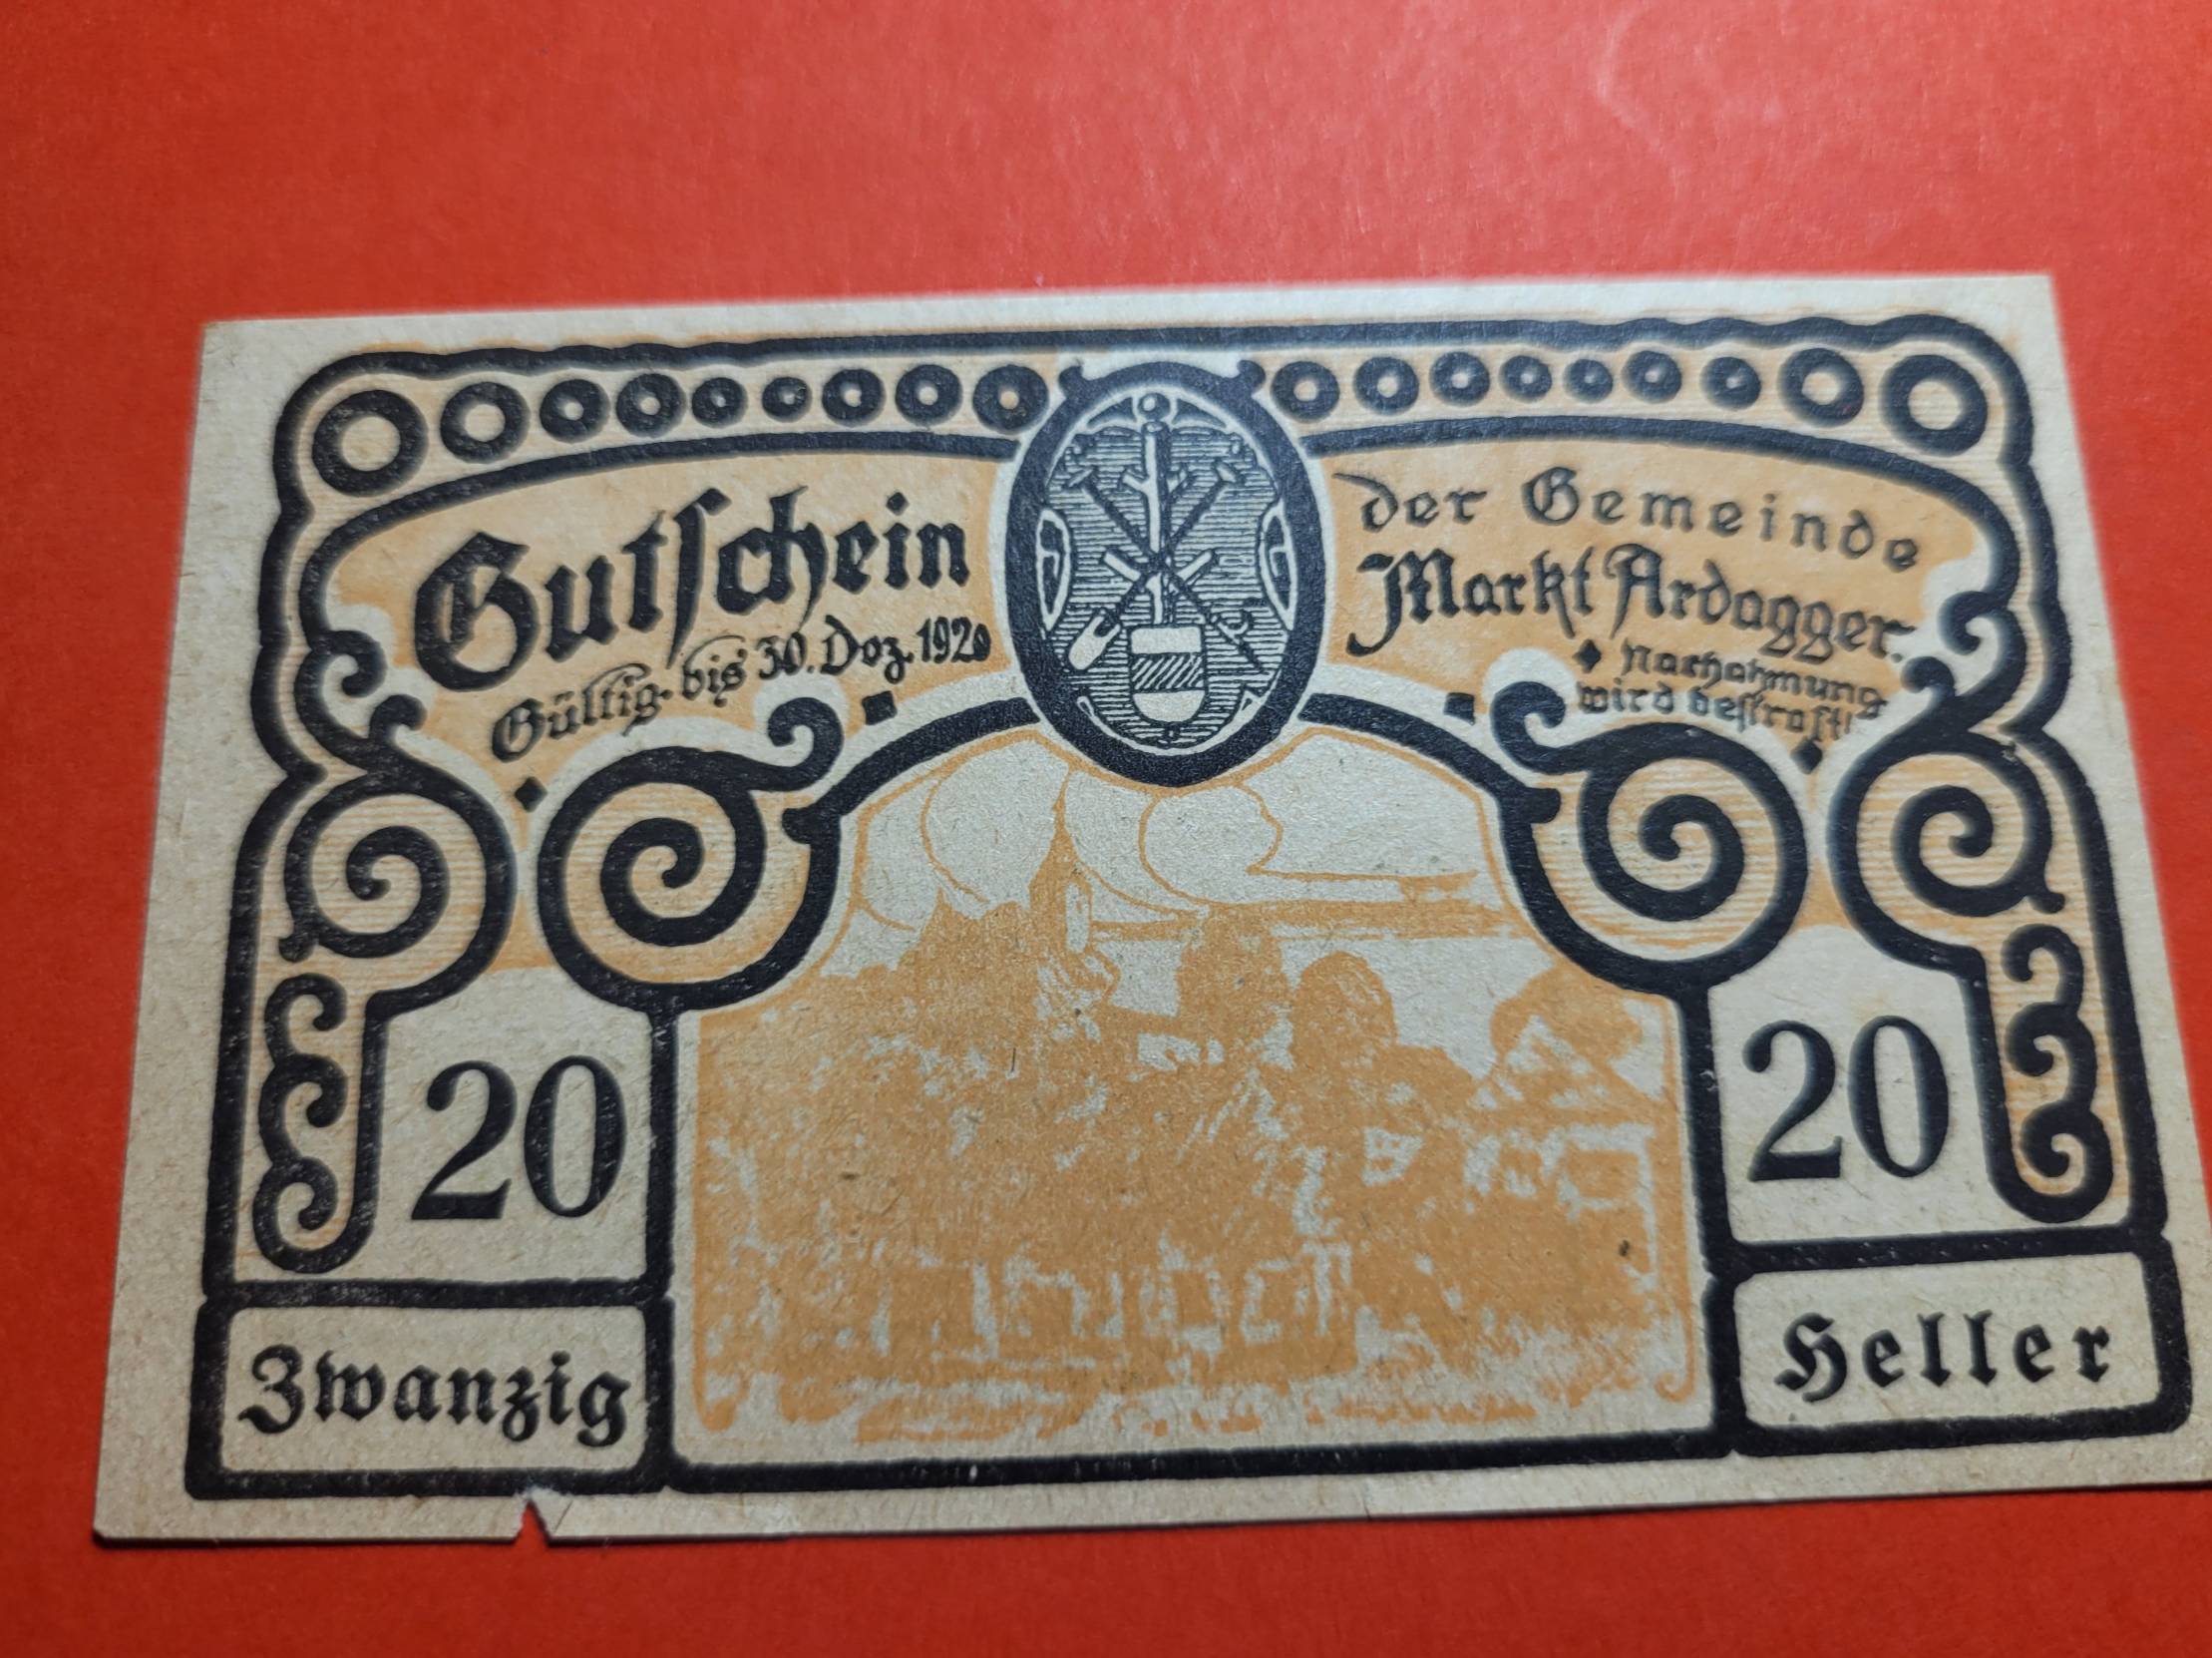 Gutschein
Gültig bis 30. Dez. 1920
der Gemeinde
Markt Ardagger.
Nachahmung
wird bestraft!
20
20
Zwanzig
Heller